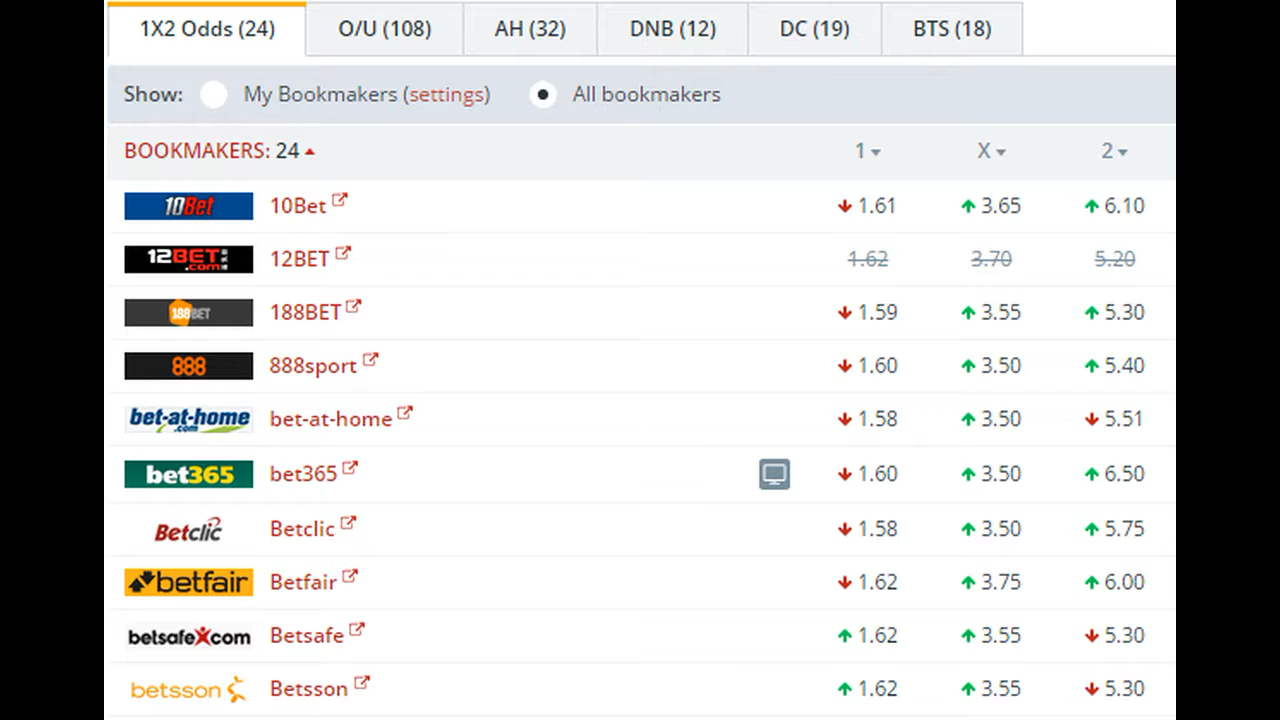 1X2 Odds (24) O/U (108) AH (32) DNB (12) DC (19) BTS (18)
Show: My Bookmakers (settings) All bookmakers
BOOKMAKERS: 24 1 X 2
10Bet 10Bet 1.61 3.65 6.10
12BET.com 12BET 1.62 3.70 5.20
188BET 188BET 1.59 3.55 5.30
888 888sport 1.60 3.50 5.40
bet-at-home.com bet-at-home 1.58 3.50 5.51
bet365 bet365 1.60 3.50 6.50
Betclic Betclic 1.58 3.50 5.75
betfair Betfair 1.62 3.75 6.00
betsafe.com Betsafe 1.62 3.55 5.30
betsson Betsson 1.62 3.55 5.30